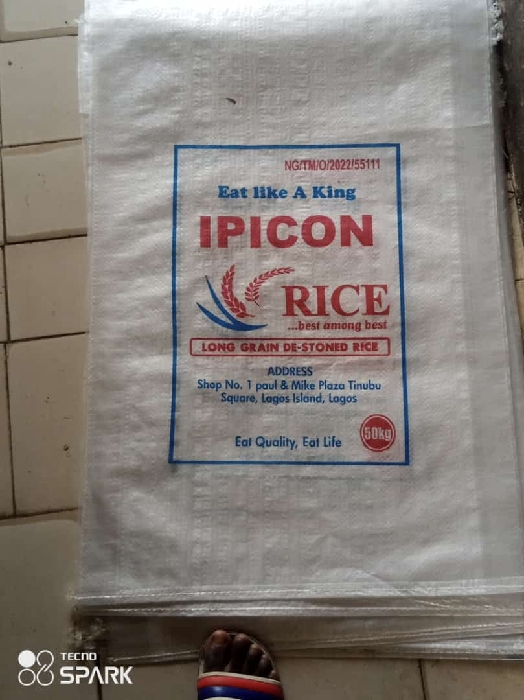 NG/TM/O/2022/55111
Eat like A King
IPICON
RICE
...best among best
LONG GRAIN DE-STONED RICE
ADDRESS
Shop No. 1 paul & Mike Plaza Tinubu
Square, Lagos Island, Lagos
50kg
Eat Quality, Eat Life
TECNO
SPARK